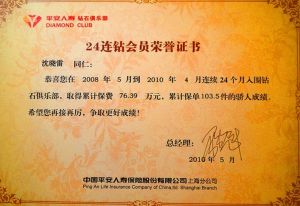 平安人寿 钻石俱乐部
DIAMOND CLUB
24连钻会员荣誉证书
沈晓雷 同仁：
恭喜您在 2008 年 5 月到 2010 年 4 月连续 24 个月入围钻
石俱乐部，取得累计保费 76.39 万元，累计保单 103.5 件的骄人成绩。
希望您再接再厉，争取更好成绩！
总经理：
2010 年 5 月
中国平安人寿保险股份有限公司上海分公司
Ping An Life Insurance Company of China,Ltd. Shanghai Branch